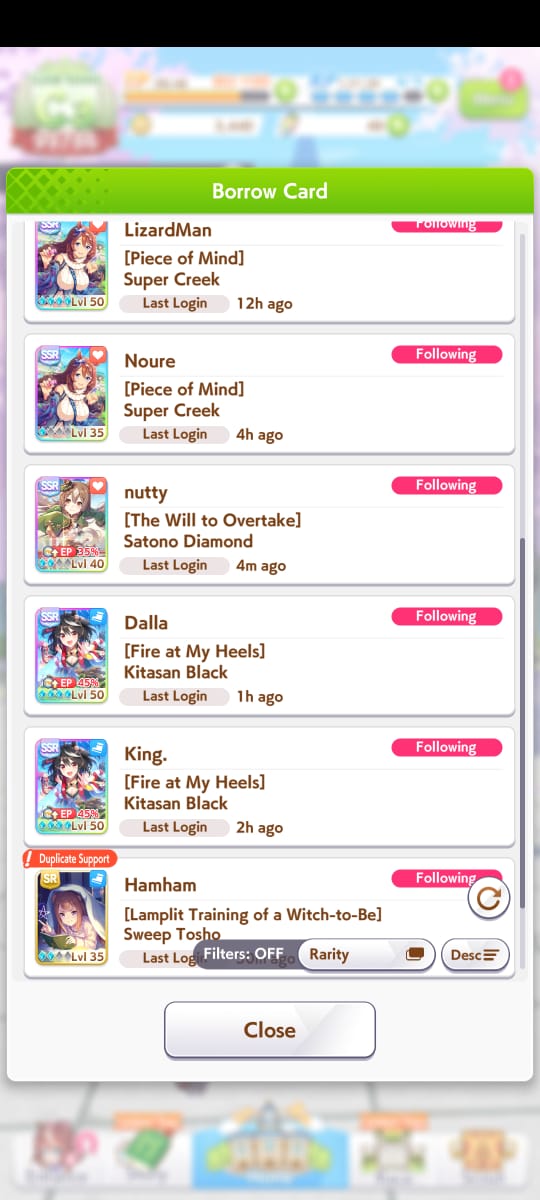 Borrow Card
SSR
LizardMan
Following
[Piece of Mind]
Super Creek
Lvl 50
Last Login
12h ago
SSR
Noure
Following
[Piece of Mind]
Super Creek
Lvl 35
Last Login
4h ago
SSR
nutty
Following
[The Will to Overtake]
Satono Diamond
EP 35%
Lvl 40
Last Login
4m ago
SSR
Dalla
Following
[Fire at My Heels]
Kitasan Black
EP 45%
Lvl 50
Last Login
1h ago
SSR
King.
Following
[Fire at My Heels]
Kitasan Black
EP 45%
Lvl 50
Last Login
2h ago
! Duplicate Support
SR
Hamham
Following
[Lamplit Training of a Witch-to-Be]
Sweep Tosho
Lvl 35
Last Login
Filters: OFF
Rarity
Desc
Close